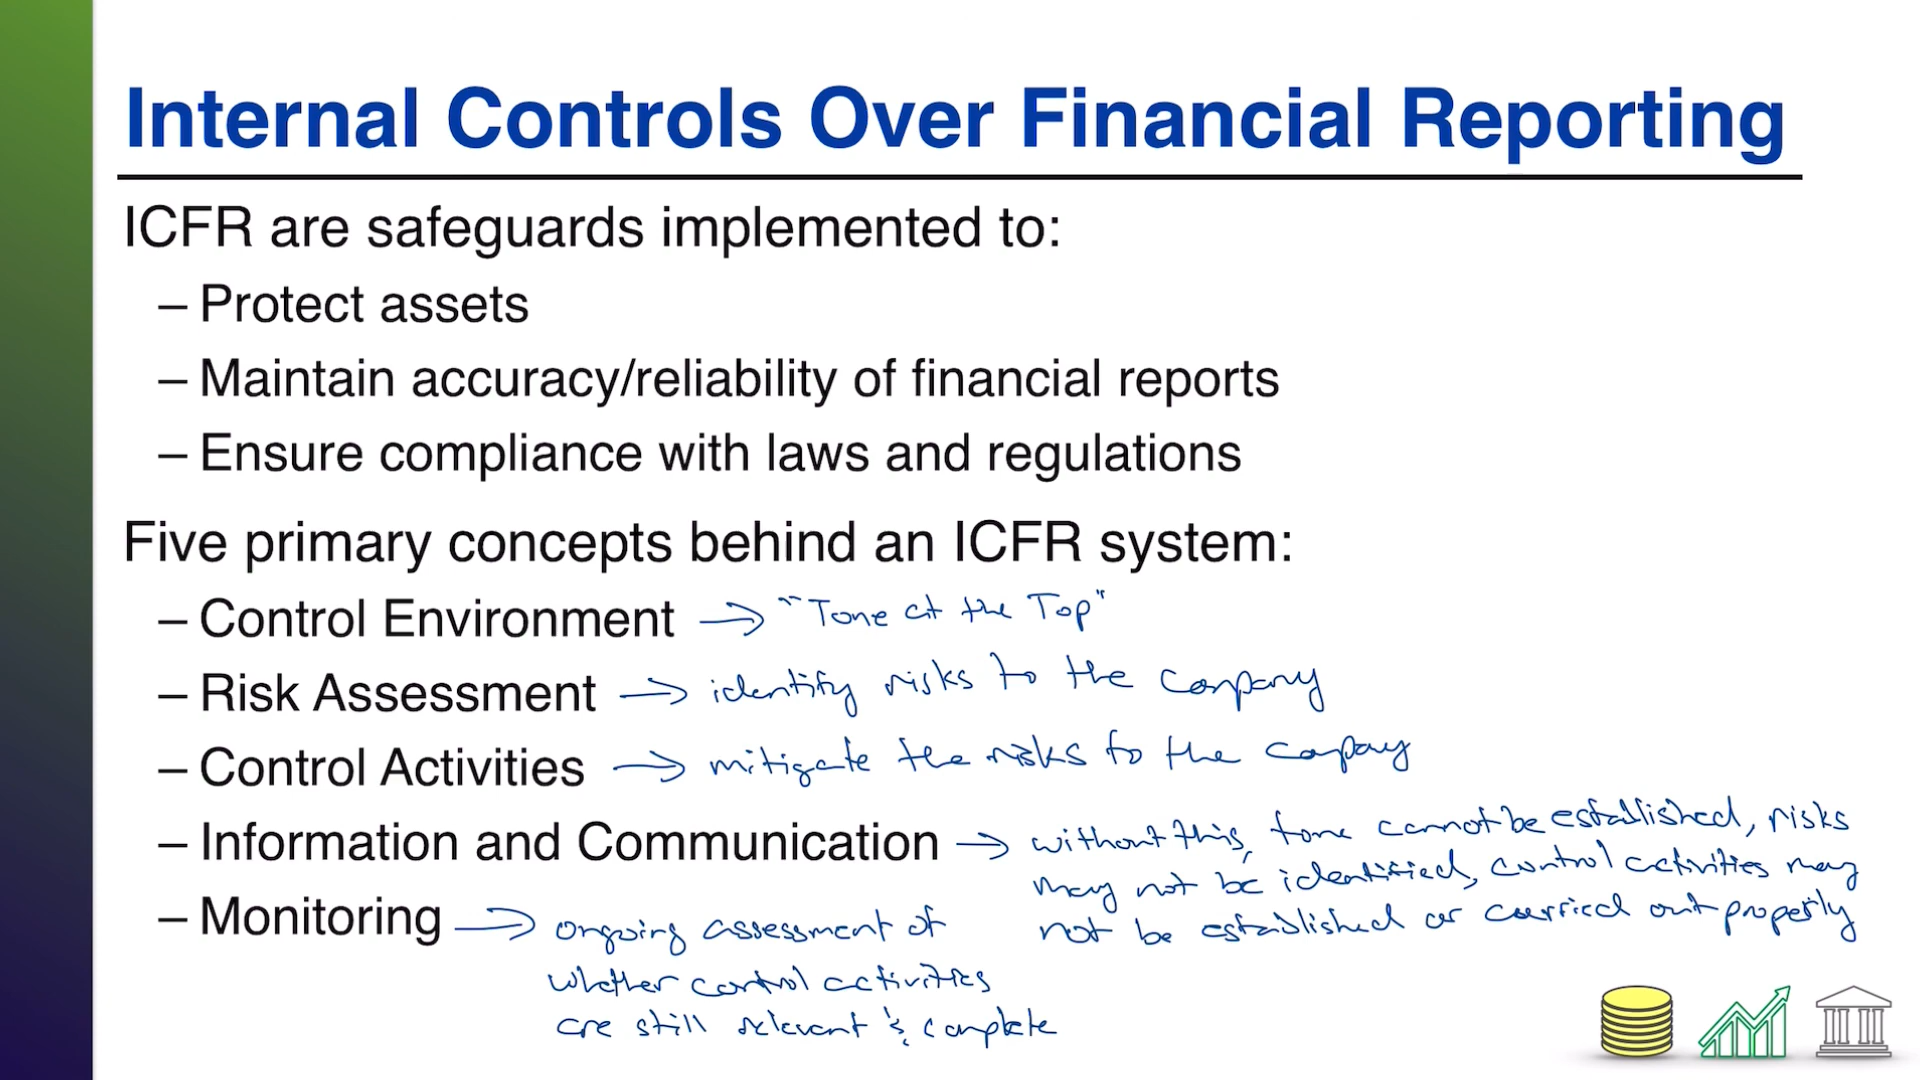 Internal Controls Over Financial Reporting
ICFR are safeguards implemented to:
– Protect assets
– Maintain accuracy/reliability of financial reports
– Ensure compliance with laws and regulations
Five primary concepts behind an ICFR system:
– Control Environment → "Tone at the Top"
– Risk Assessment → identify risks to the company
– Control Activities → mitigate the risks to the company
– Information and Communication → without this, tone cannot be established, risks
may not be identified, control activities may
not be established or carried out properly
– Monitoring → ongoing assessment of
whether control activities
are still relevant & complete